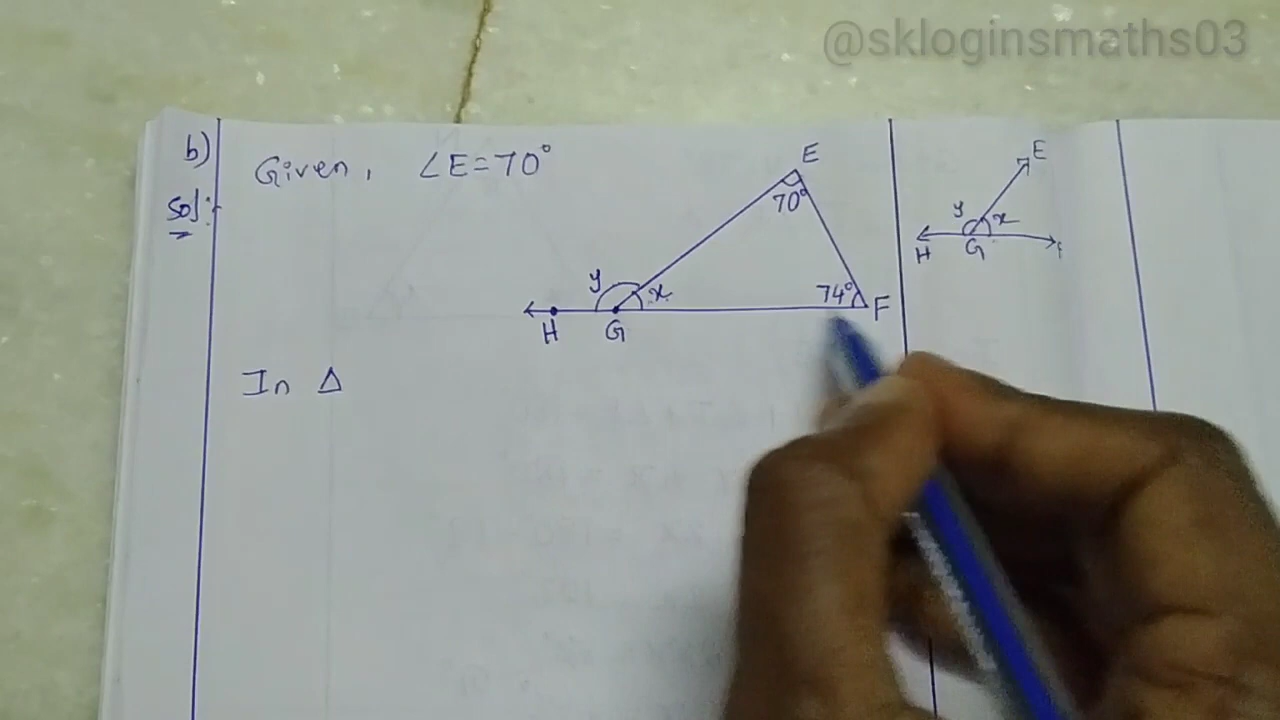 @skloginsmaths03
b)
Given, ∠E=70°
Sol:-
E
70°
y
x
74°
H
G
F
E
y
x
H
G
In Δ